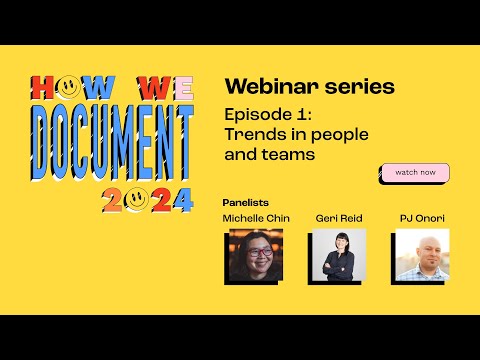 HOW WE
DOCUMENT
2024
Webinar series
Episode 1:
Trends in people
and teams
watch now
Panelists
Michelle Chin Geri Reid PJ Onori